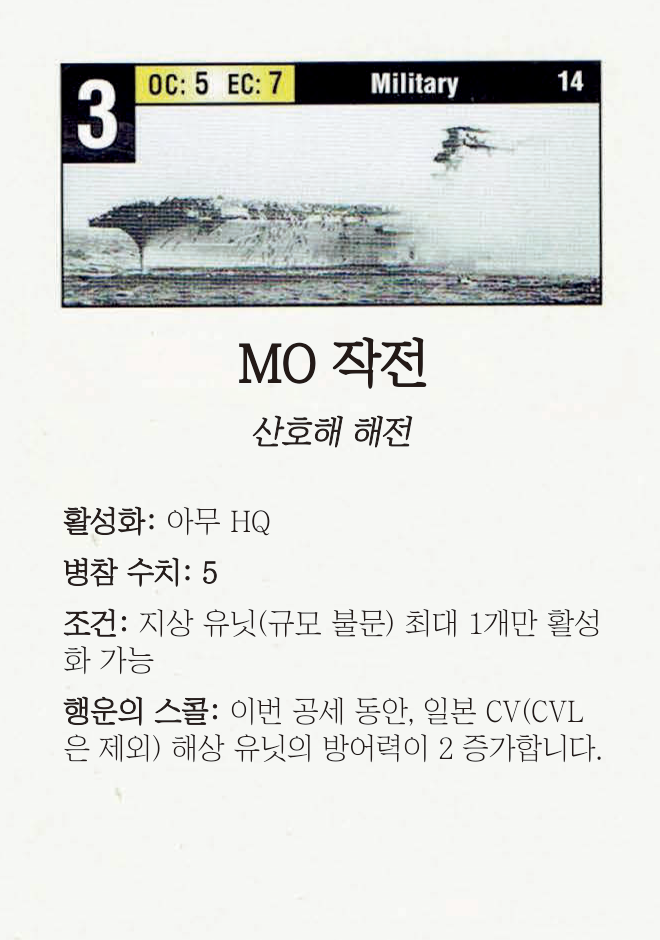 3 OC: 5 EC: 7 Military 14
MO 작전
산호해 해전
활성화: 아무 HQ
병참 수치: 5
조건: 지상 유닛(규모 불문) 최대 1개만 활성
화 가능
행운의 스콜: 이번 공세 동안, 일본 CV(CVL
은 제외) 해상 유닛의 방어력이 2 증가합니다.